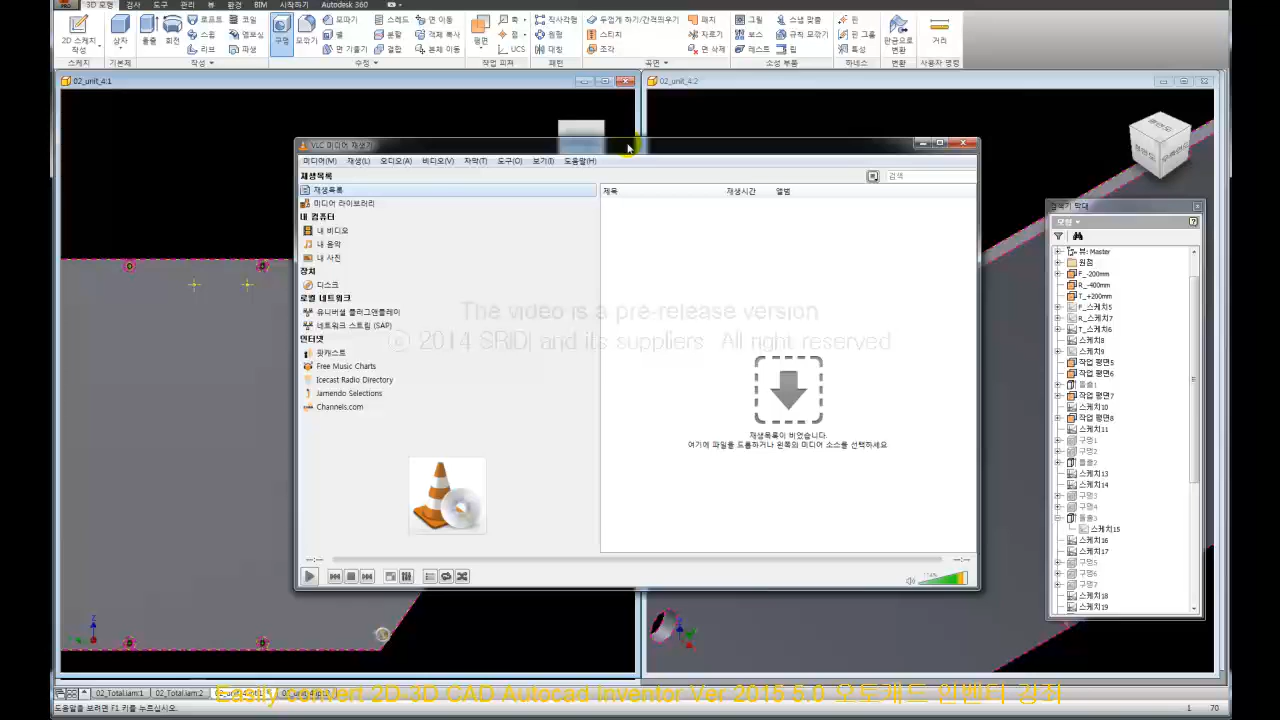 3D 모형 검사 도구 관리 뷰 환경 BIM 시작하기 Autodesk 360
2D 스케치 작성 상자 돌출 회전 로프트 스윕 리브 코일 엠보싱 파생 구멍 모깎기 모따기 쉘 면 기울기 스레드 분할 결합 면 이동 객체 복사 본체 이동 평면 축 점 UCS 직사각형 원형 대칭 두껍게 하기/간격띄우기 스티치 조각 패치 자르기 면 삭제 그릴 보스 레스트 스냅 맞춤 규칙 모깎기 립 핀 핀 그룹 특성 판금으로 변환 거리
스케치 기본체 작성 수정 작업 피쳐 패턴 곡면 소성 부품 하네스 변환 사용자 명령
02_unit_4:1
02_unit_4:2
VLC 미디어 재생기
미디어(M) 재생(L) 오디오(A) 비디오(V) 자막(T) 도구(O) 보기(I) 도움말(H)
재생목록
검색
재생목록
제목 재생시간 앨범
미디어 라이브러리
내 컴퓨터
내 비디오
내 음악
내 사진
장치
디스크
로컬 네트워크
유니버설 플러그앤플레이
네트워크 스트림 (SAP)
인터넷
팟캐스트
Free Music Charts
Icecast Radio Directory
Jamendo Selections
Channels.com
The video is a pre-release version
ⓒ 2014 SRIDI and its suppliers. All right reserved
재생목록이 비었습니다.
여기에 파일을 드롭하거나 왼쪽의 미디어 소스를 선택하세요
--:--
--:--
114%
검색기 막대
모형
뷰: Master
원점
F_-200mm
R_-400mm
T_+200mm
F_스케치5
R_스케치7
T_스케치6
스케치8
스케치9
작업 평면5
작업 평면6
돌출1
작업 평면7
스케치10
작업 평면8
스케치11
구멍1
구멍2
돌출2
스케치13
스케치14
구멍3
구멍4
돌출3
스케치15
스케치16
스케치17
구멍5
구멍6
구멍7
스케치18
스케치19
Z
02_Total.iam:1 02_Total.iam:2
Easily convert 2D 3D CAD Autocad Inventor Ver 2015 5.0 오토캐드 인벤터 강좌
도움말을 보려면 F1 키를 누르십시오.
1 70